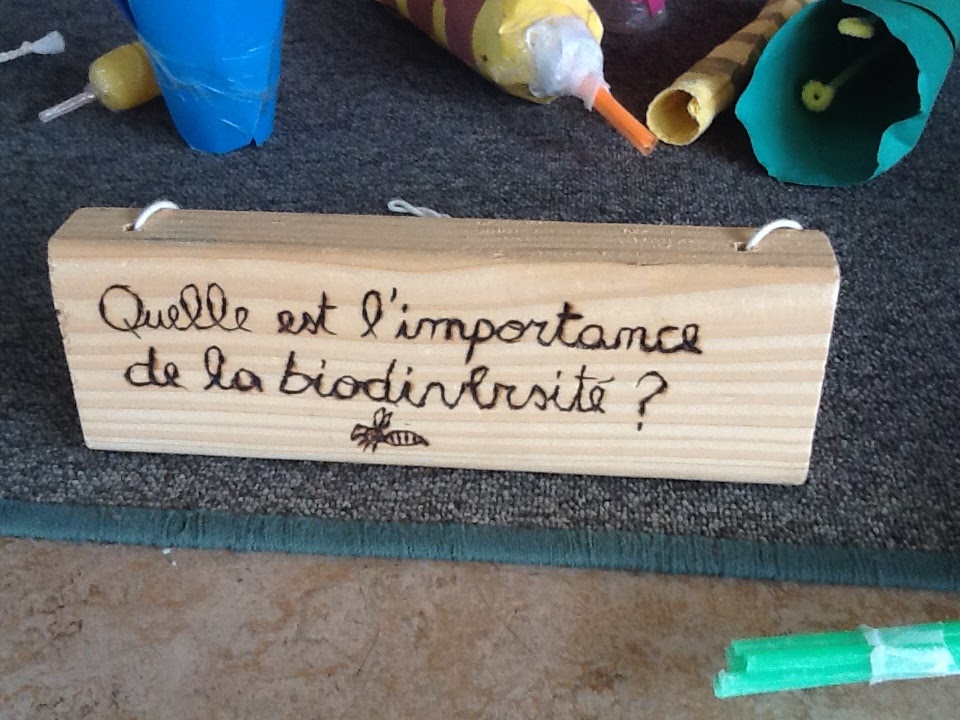 Quelle est l'importance
de la biodiversité ?